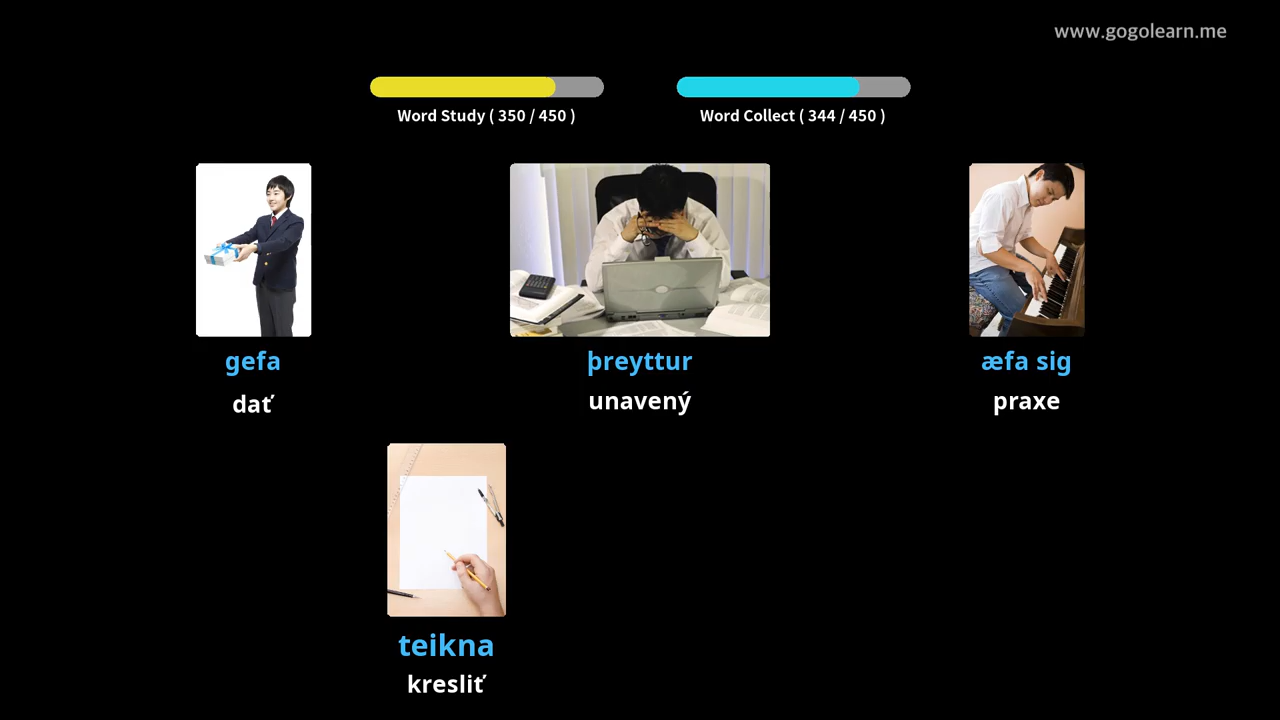 www.gogolearn.me
Word Study ( 350 / 450 )
Word Collect ( 344 / 450 )
gefa
þreyttur
æfa sig
dať
unavený
praxe
teikna
kresliť